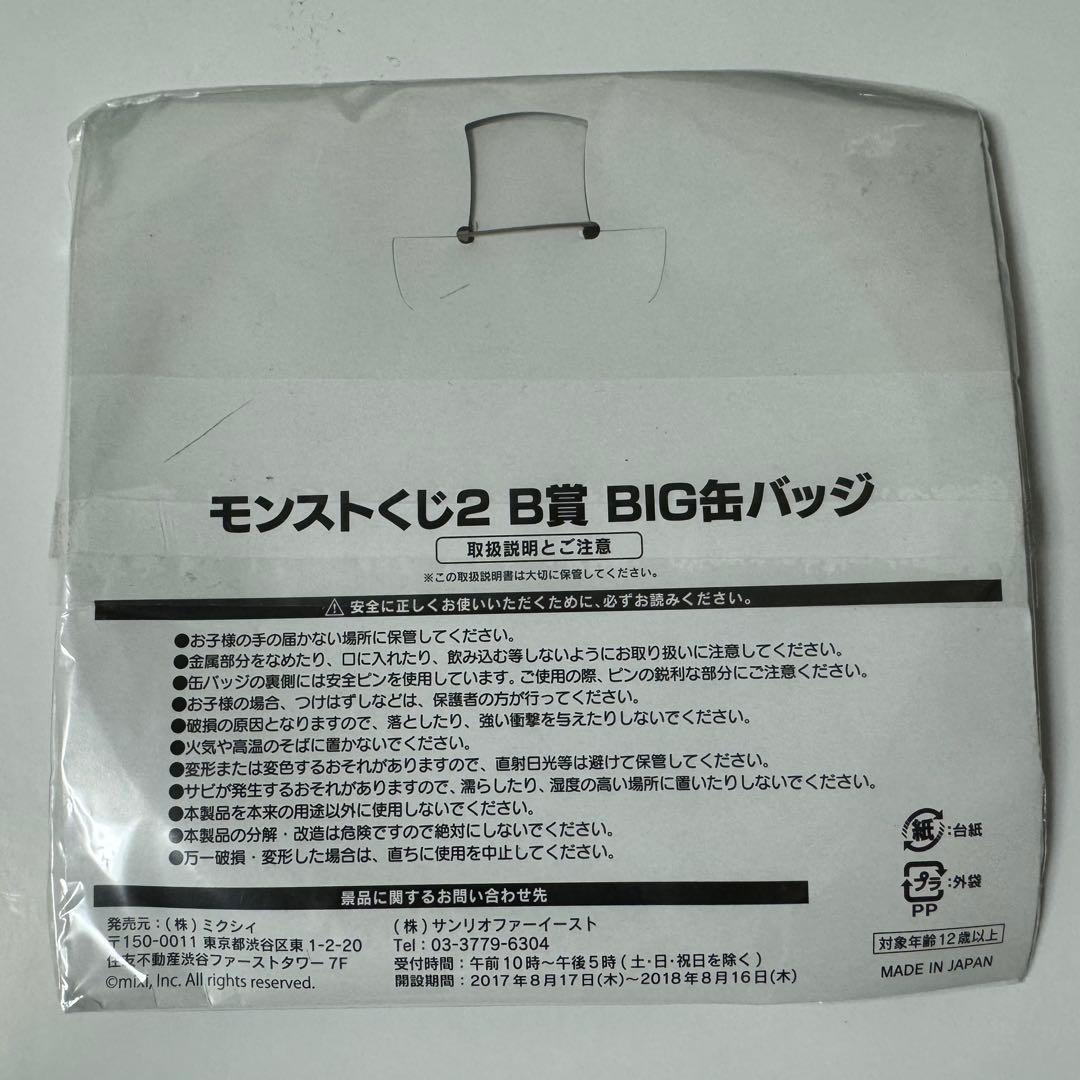 モンストくじ2 B賞 BIG缶バッジ
取扱説明とご注意
※この取扱説明書は大切に保管してください。
⚠ 安全に正しくお使いいただくために、必ずお読みください。
●お子様の手の届かない場所に保管してください。
●金属部分をなめたり、口に入れたり、飲み込む等しないようにお取り扱いに注意してください。
●缶バッジの裏側には安全ピンを使用しています。ご使用の際、ピンの鋭利な部分にご注意ください。
●お子様の場合、つけはずしなどは、保護者の方が行ってください。
●破損の原因となりますので、落としたり、強い衝撃を与えたりしないでください。
●火気や高温のそばに置かないでください。
●変形または変色するおそれがありますので、直射日光等は避けて保管してください。
●サビが発生するおそれがありますので、濡らしたり、湿度の高い場所に置いたりしないでください。
●本製品を本来の用途以外に使用しないでください。
●本製品の分解・改造は危険ですので絶対にしないでください。
●万一破損・変形した場合は、直ちに使用を中止してください。
紙:台紙
プラ:外袋
PP
景品に関するお問い合わせ先
発売元:(株)ミクシィ
〒150-0011 東京都渋谷区東 1-2-20
住友不動産渋谷ファーストタワー 7F
©mixi, Inc. All rights reserved.
(株)サンリオファーイースト
Tel : 03-3779-6304
受付時間:午前10時〜午後5時(土・日・祝日を除く)
開設期間:2017年8月17日(木)〜2018年8月16日(木)
対象年齢12歳以上
MADE IN JAPAN